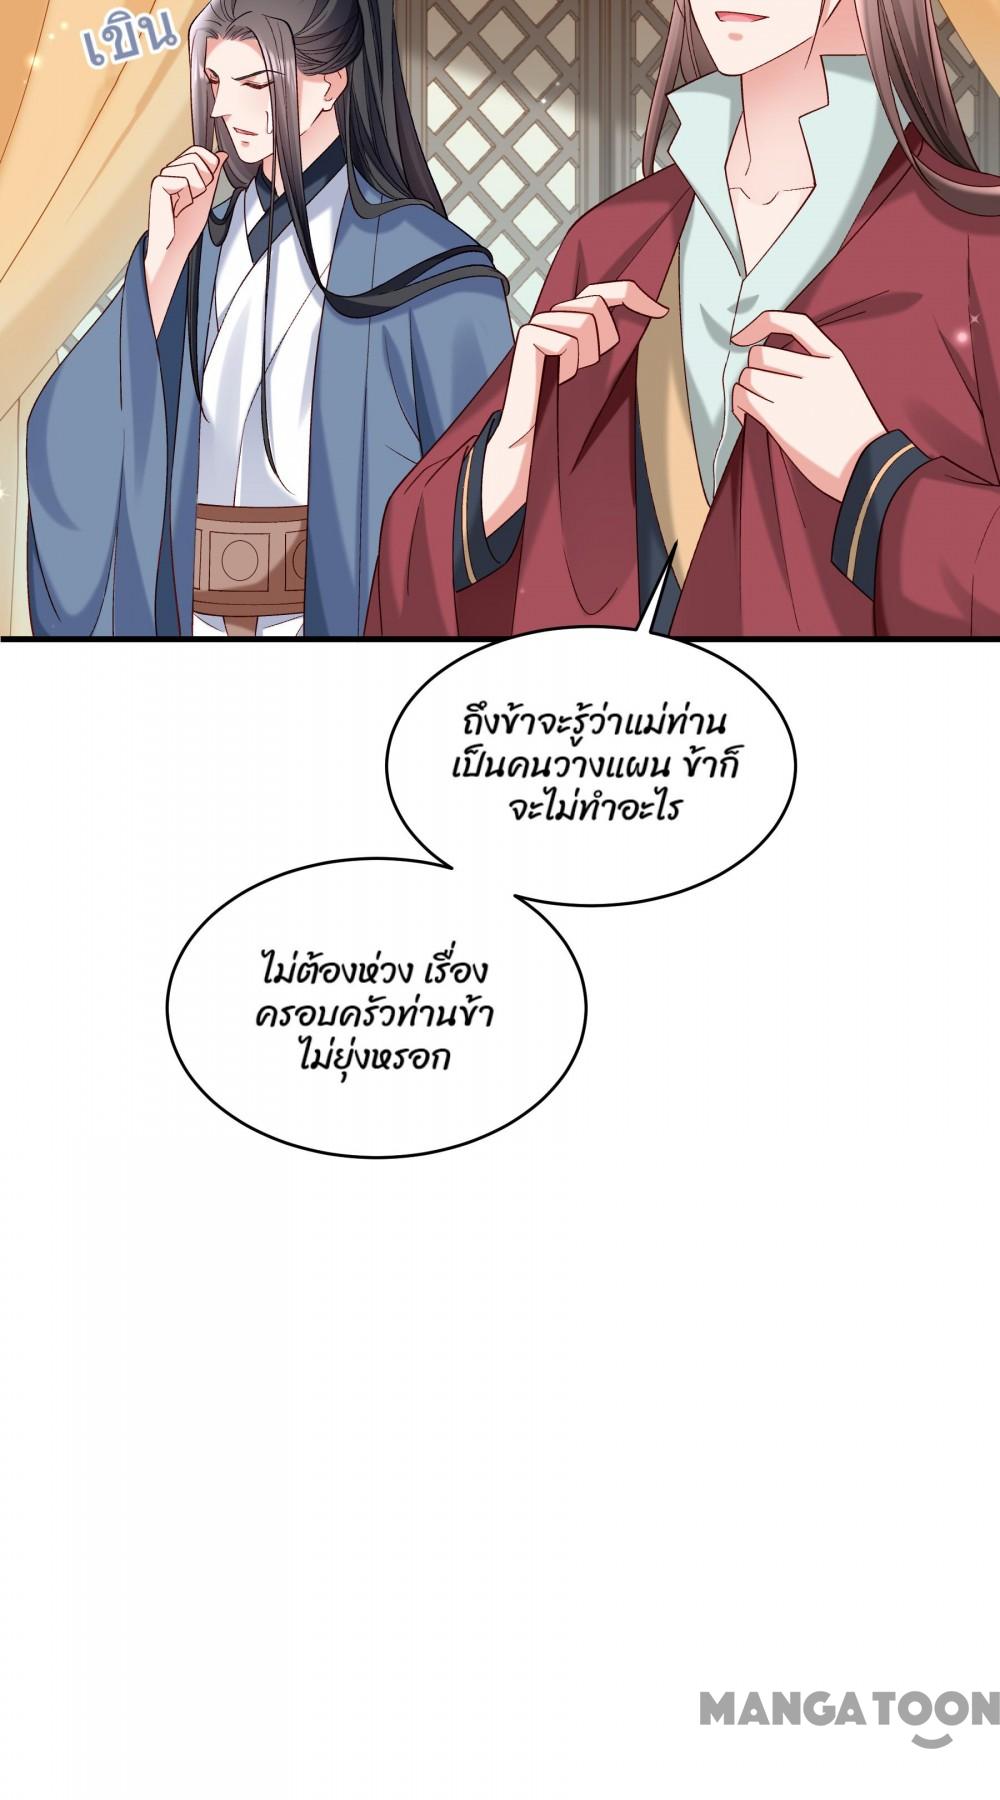 เขิน
ถึงข้าจะรู้ว่าแม่ท่าน
เป็นคนวางแผน ข้าก็
จะไม่ทำอะไร
ไม่ต้องห่วง เรื่อง
ครอบครัวท่านข้า
ไม่ยุ่งหรอก
MANGATOON